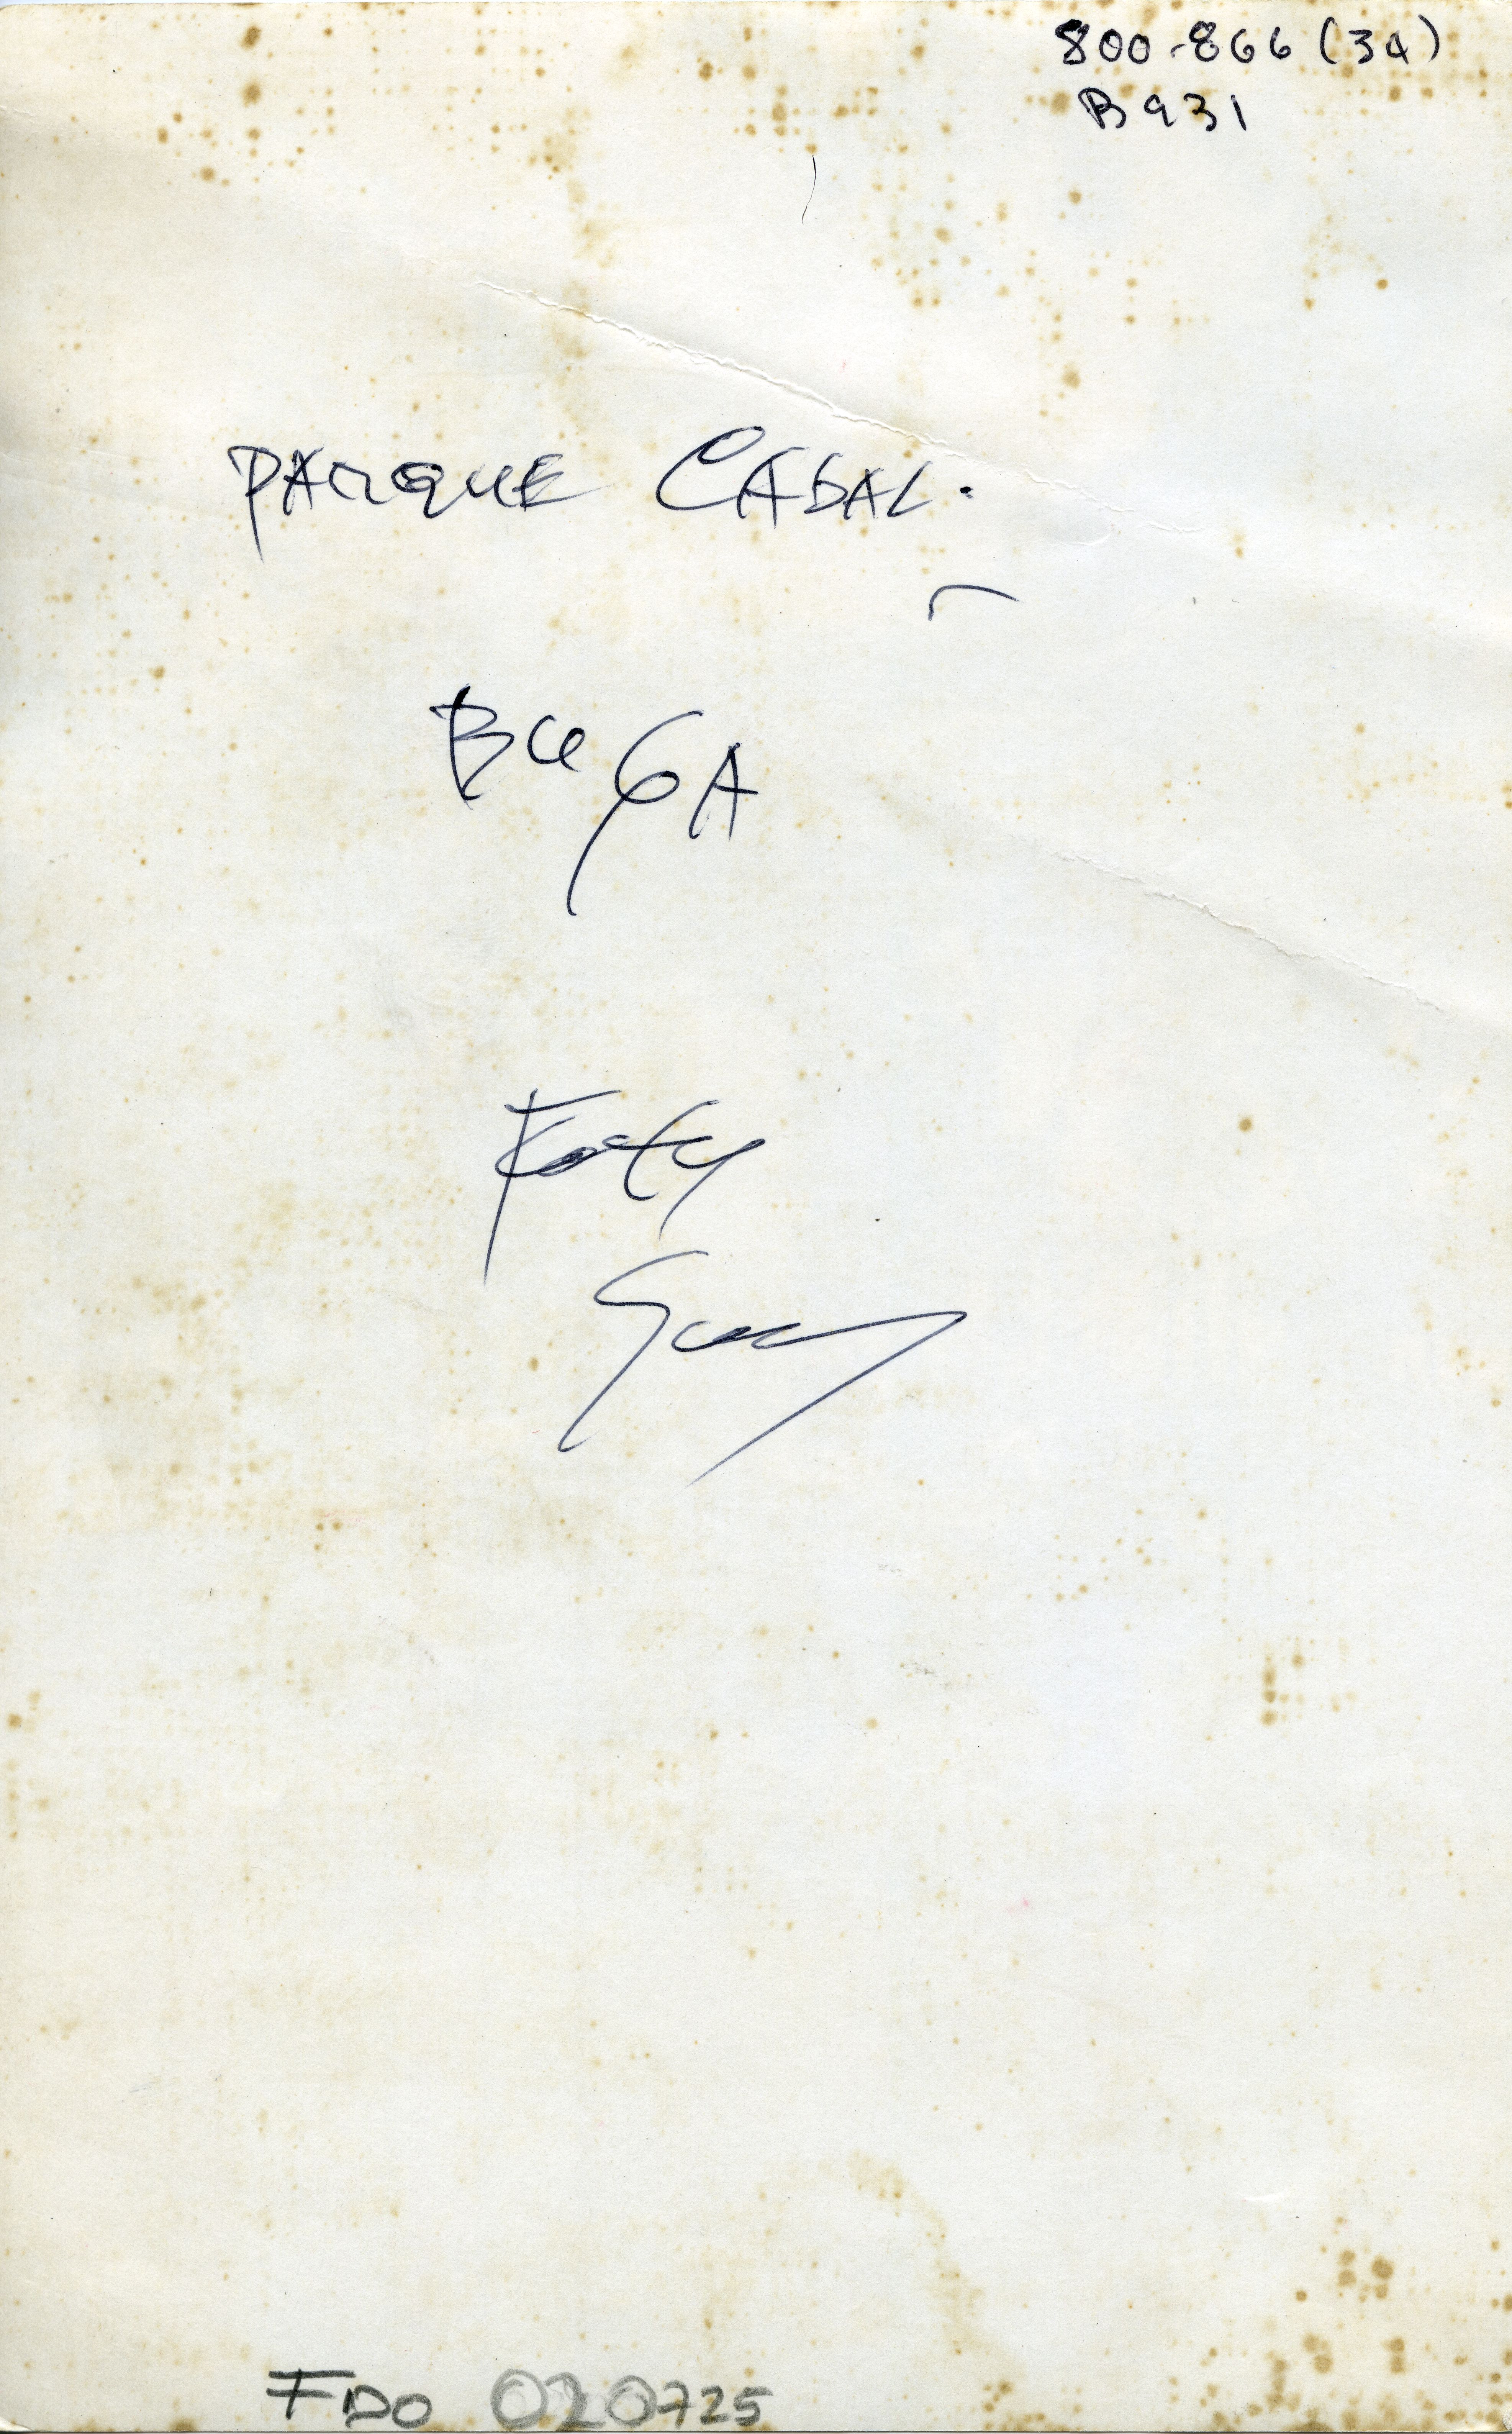 800-866 (34)
B931
PARQUE CABAL.
BUGA
FDO 020725